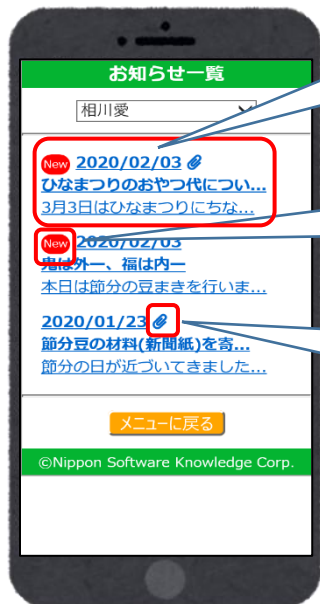 お知らせ一覧
相川愛
New 2020/02/03
ひなまつりのおやつ代につい...
3月3日はひなまつりにちな...
New 2020/02/03
鬼は外ー、福は内ー
本日は節分の豆まきを行いま...
2020/01/23
節分豆の材料(新聞紙)を寄...
節分の日が近づいてきました...
メニューに戻る
©Nippon Software Knowledge Corp.